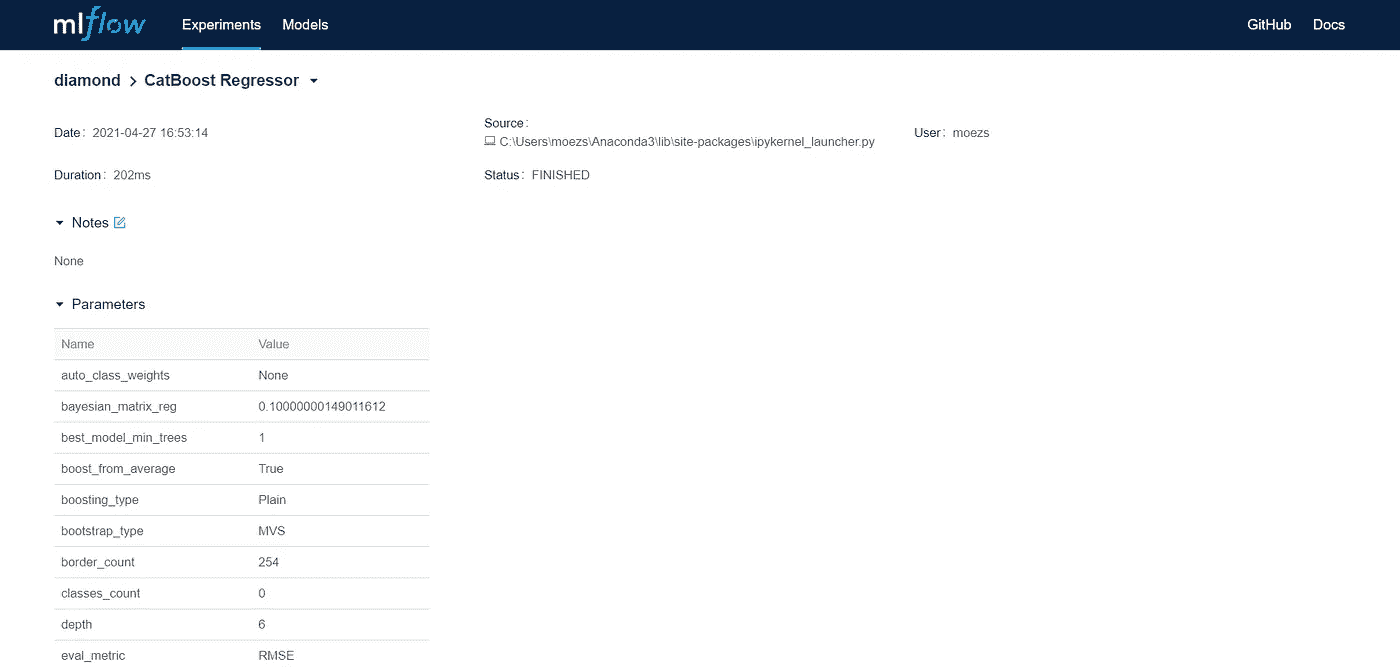 mlflow Experiments Models GitHub Docs
diamond > CatBoost Regressor
Date: 2021-04-27 16:53:14
Source:
C:\Users\moezs\Anaconda3\lib\site-packages\ipykernel_launcher.py
User: moezs
Duration: 202ms
Status: FINISHED
Notes
None
Parameters
Name Value
auto_class_weights None
bayesian_matrix_reg 0.10000000149011612
best_model_min_trees 1
boost_from_average True
boosting_type Plain
bootstrap_type MVS
border_count 254
classes_count 0
depth 6
eval_metric RMSE